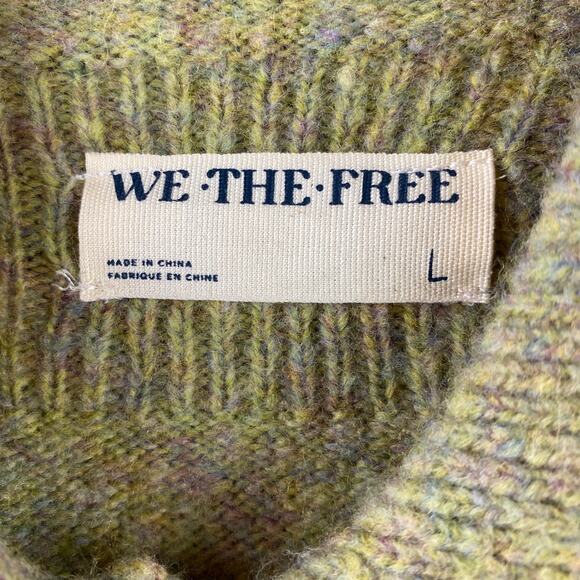 WE·THE·FREE
MADE IN CHINA
FABRIQUE EN CHINE
L